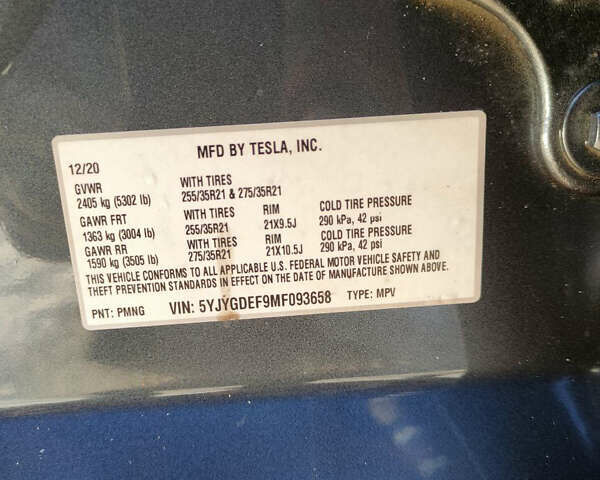 MFD BY TESLA, INC.
12/20
GVWR WITH TIRES
2405 kg (5302 lb) 255/35R21 & 275/35R21
GAWR FRT WITH TIRES RIM COLD TIRE PRESSURE
1363 kg (3004 lb) 255/35R21 21X9.5J 290 kPa, 42 psi
GAWR RR WITH TIRES RIM COLD TIRE PRESSURE
1590 kg (3505 lb) 275/35R21 21X10.5J 290 kPa, 42 psi
THIS VEHICLE CONFORMS TO ALL APPLICABLE U.S. FEDERAL MOTOR VEHICLE SAFETY AND
THEFT PREVENTION STANDARDS IN EFFECT ON THE DATE OF MANUFACTURE SHOWN ABOVE.
PNT: PMNG VIN: 5YJYGDEF9MF093658 TYPE: MPV